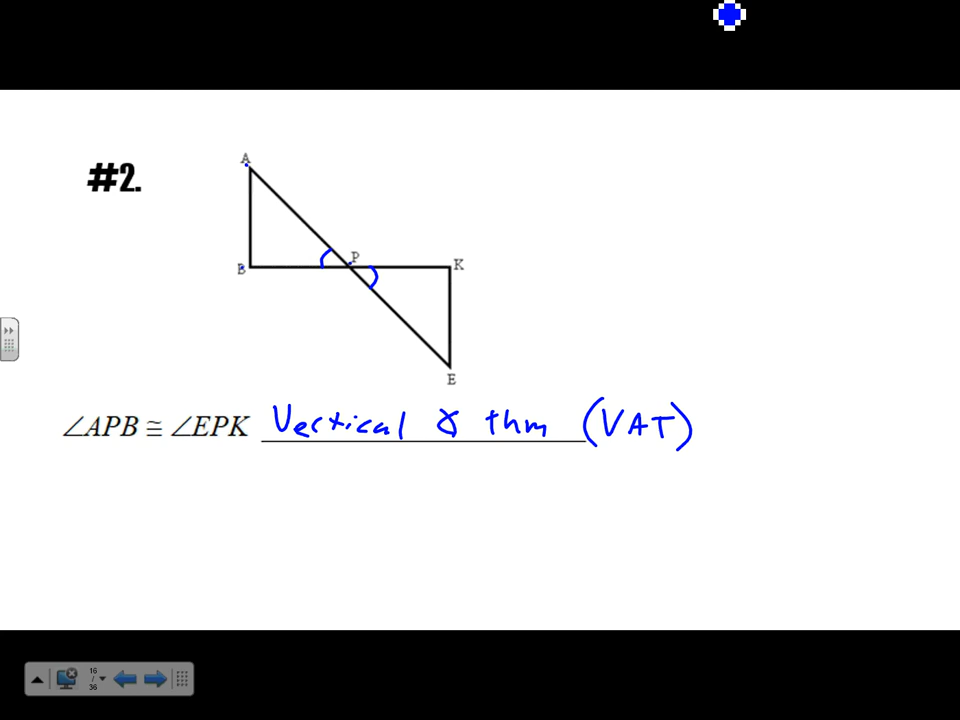 #2.
A
P
B
K
E
∠APB ≅ ∠EPK Vertical ∡ thm (VAT)
16
/
36